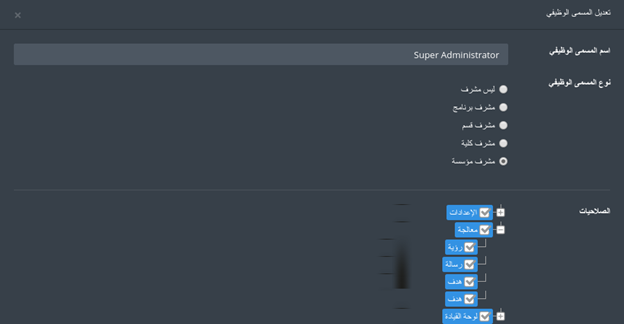 تعديل المسمى الوظيفي
اسم المسمى الوظيفي
Super Administrator
نوع المسمى الوظيفي
ليس مشرف
مشرف برنامج
مشرف قسم
مشرف كلية
مشرف مؤسسة
الصلاحيات
الإعدادات
معالجة
رؤية
رسالة
هدف
هدف
لوحة القيادة